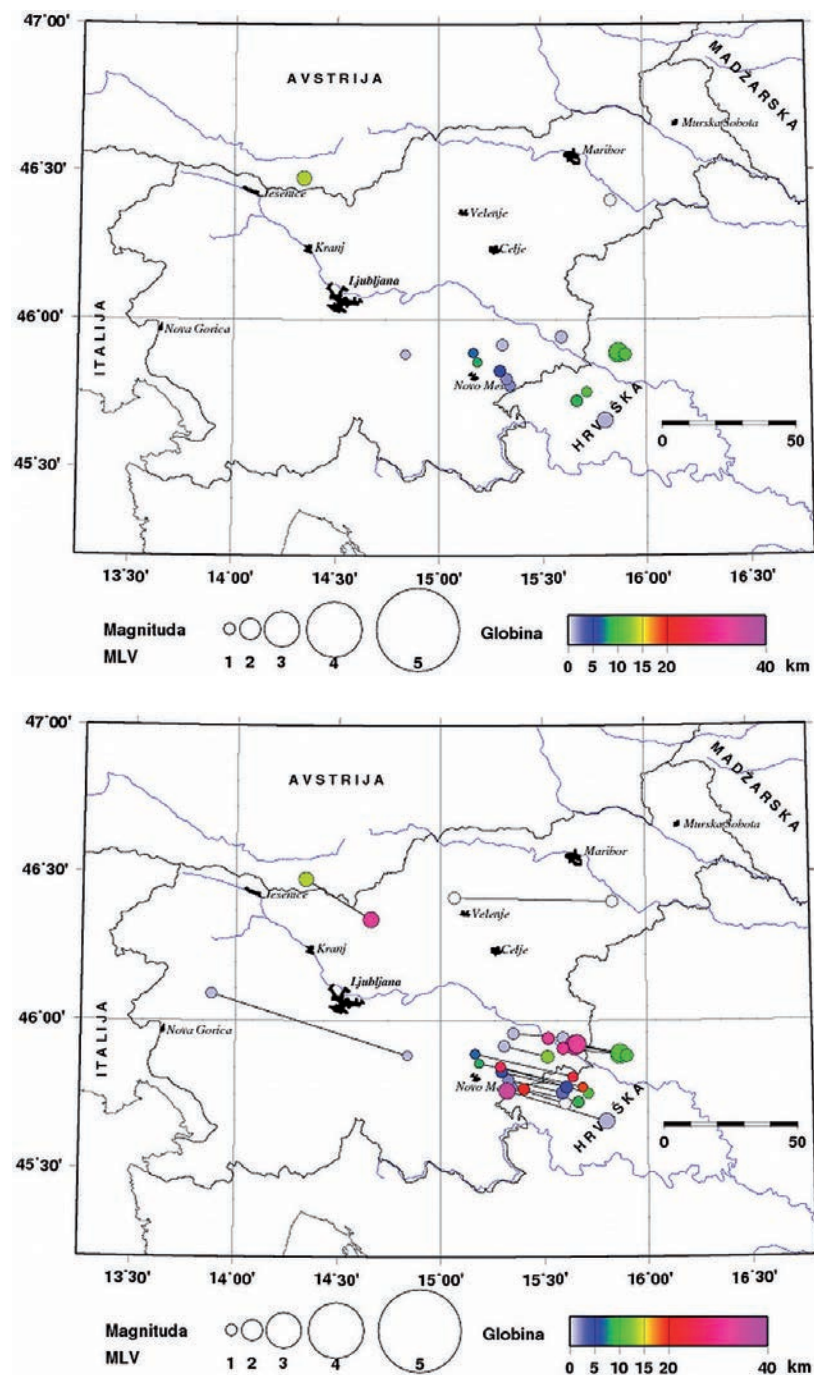 47°00'
AVSTRIJA
MADŽARSKA
Murska Sobota
Maribor
46°30'
Jesenice
Velenje
Kranj
Celje
Ljubljana
46°00'
ITALIJA
Nova Gorica
Novo Mesto
HRVAŠKA
0 50
45°30'
13°30' 14°00' 14°30' 15°00' 15°30' 16°00' 16°30'
Magnituda
MLV
1 2 3 4 5
Globina
0 5 10 15 20 40 km
47°00'
AVSTRIJA
MADŽARSKA
Murska Sobota
Maribor
46°30'
Jesenice
Velenje
Kranj
Celje
Ljubljana
46°00'
ITALIJA
Nova Gorica
Novo Me
HRVAŠKA
0 50
45°30'
13°30' 14°00' 14°30' 15°00' 15°30' 16°00' 16°30'
Magnituda
MLV
1 2 3 4 5
Globina
0 5 10 15 20 40 km